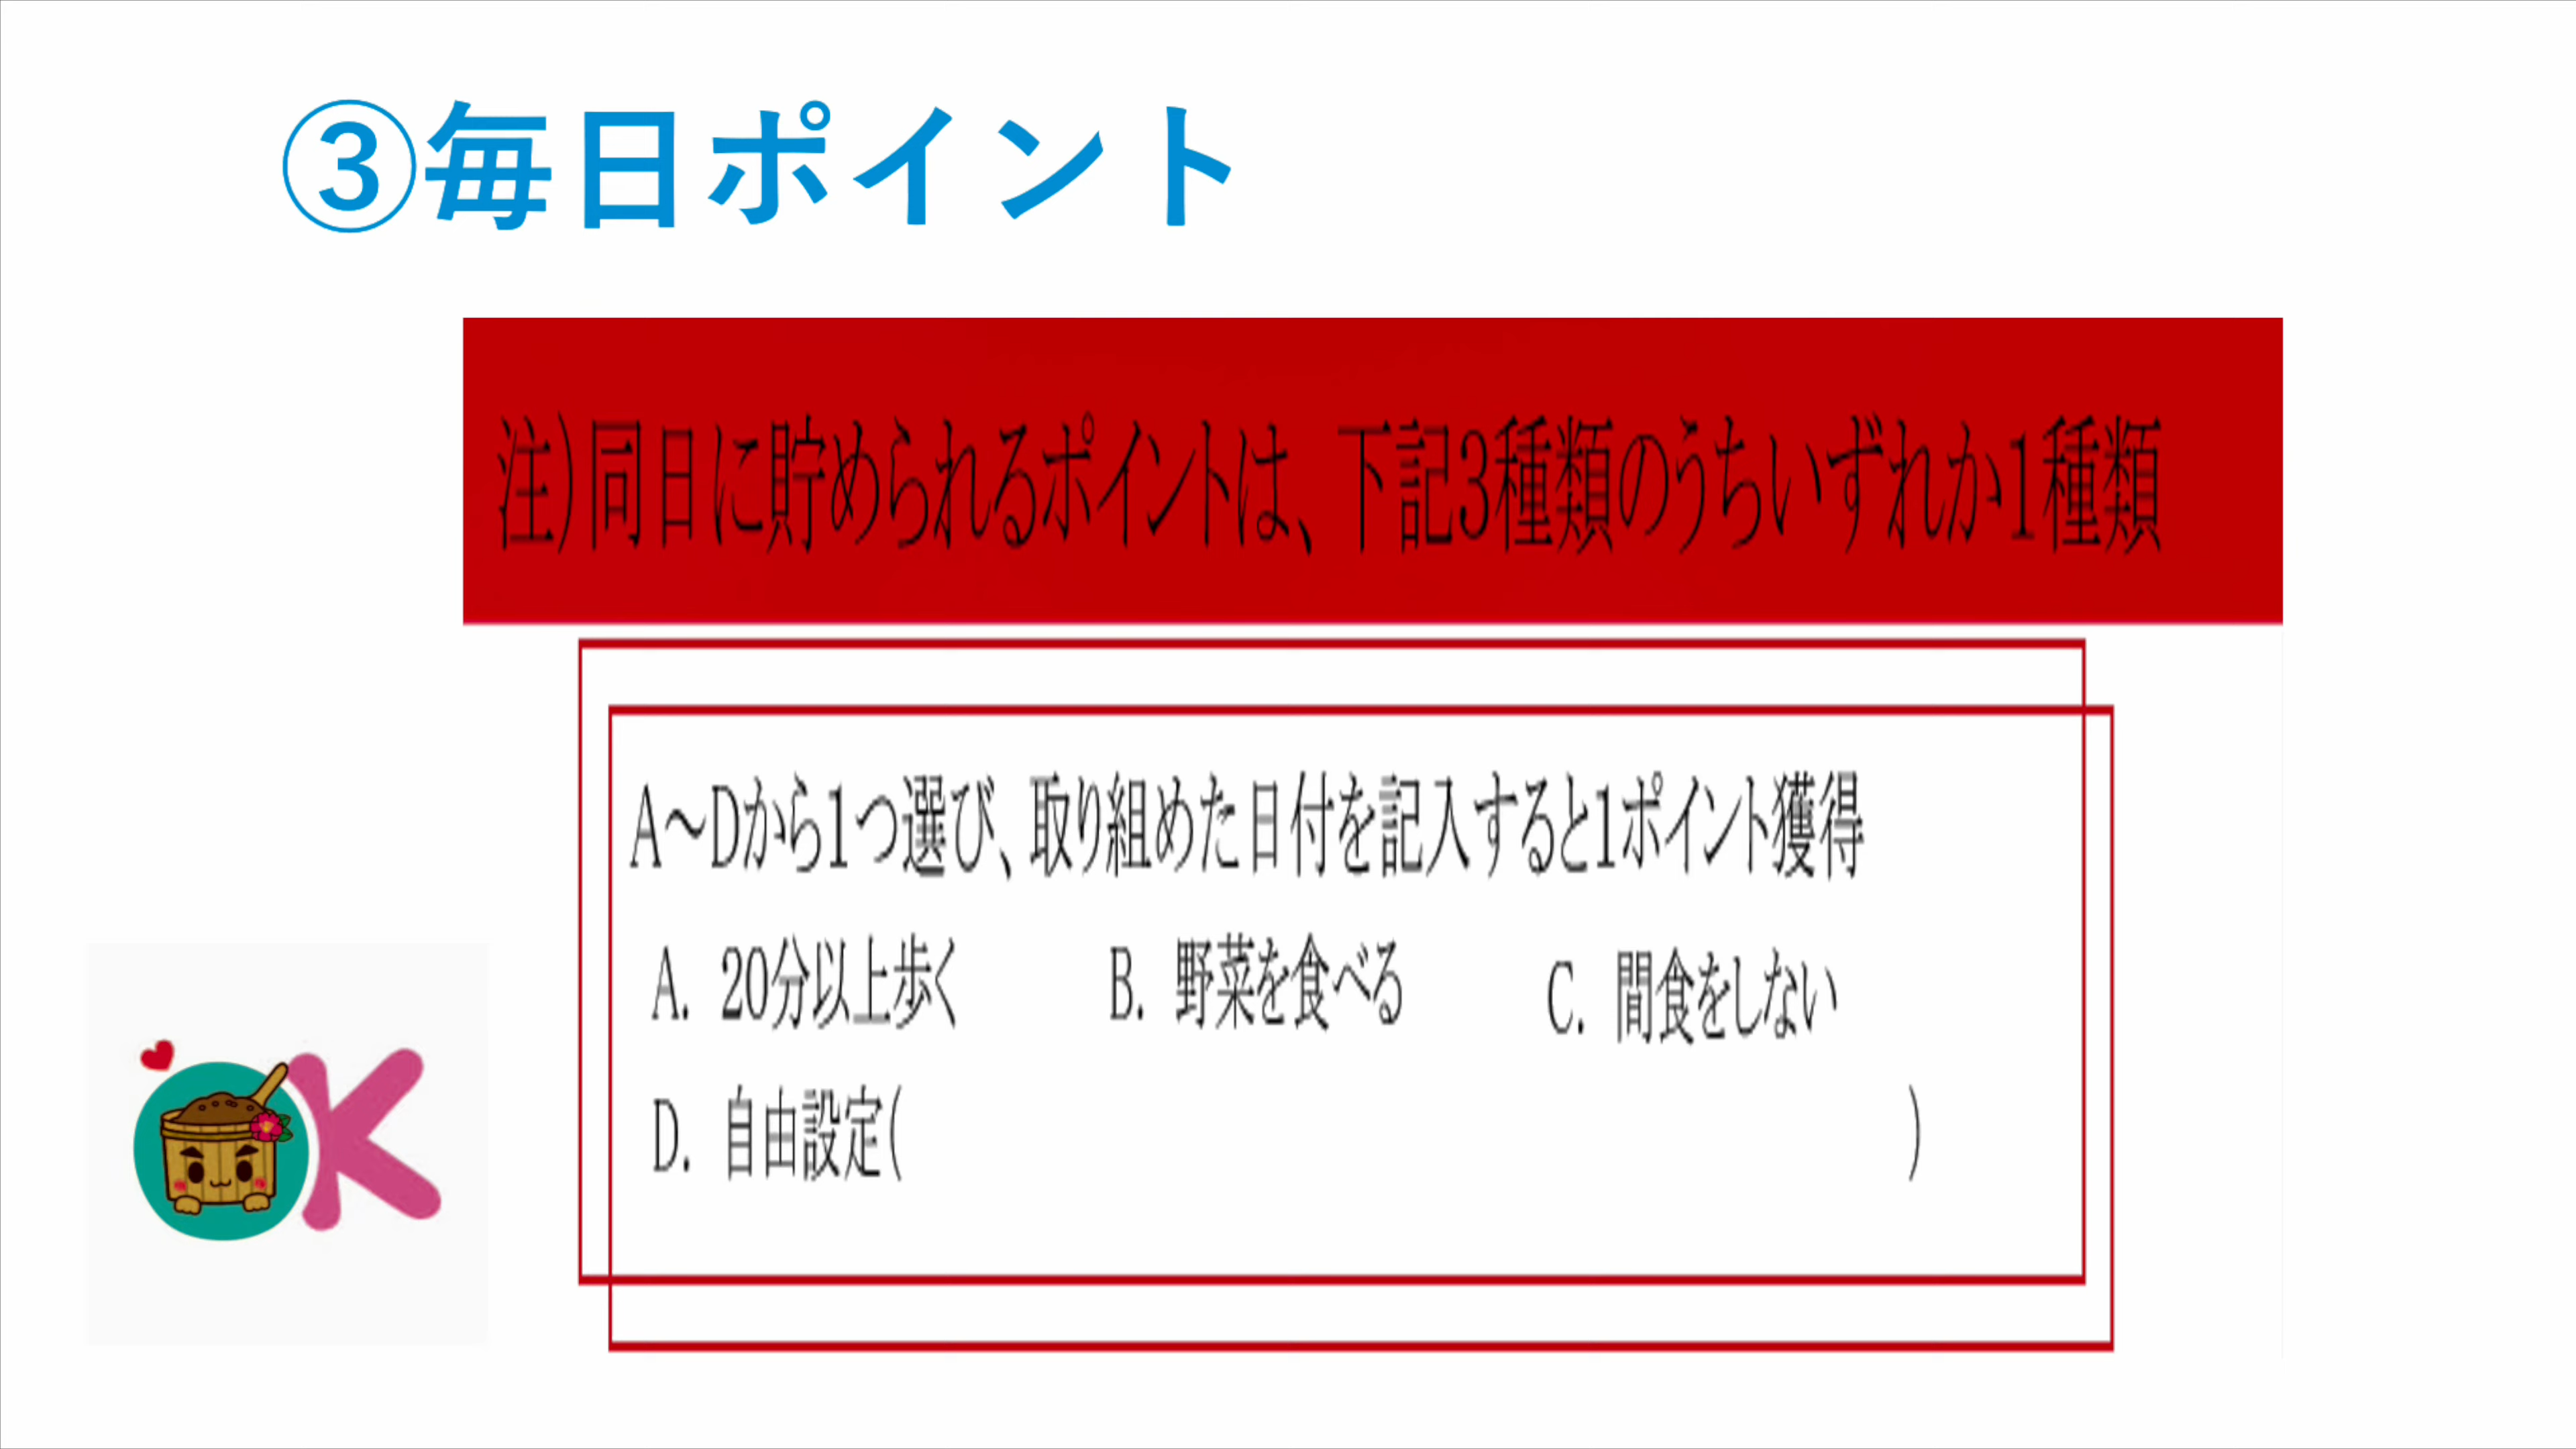 ③毎日ポイント
注)同日に貯められるポイントは、下記3種類のうちいずれか1種類
A～Dから1つ選び、取り組めた日付を記入すると1ポイント獲得
A. 20分以上歩く B. 野菜を食べる C. 間食をしない
D. 自由設定( )
OK